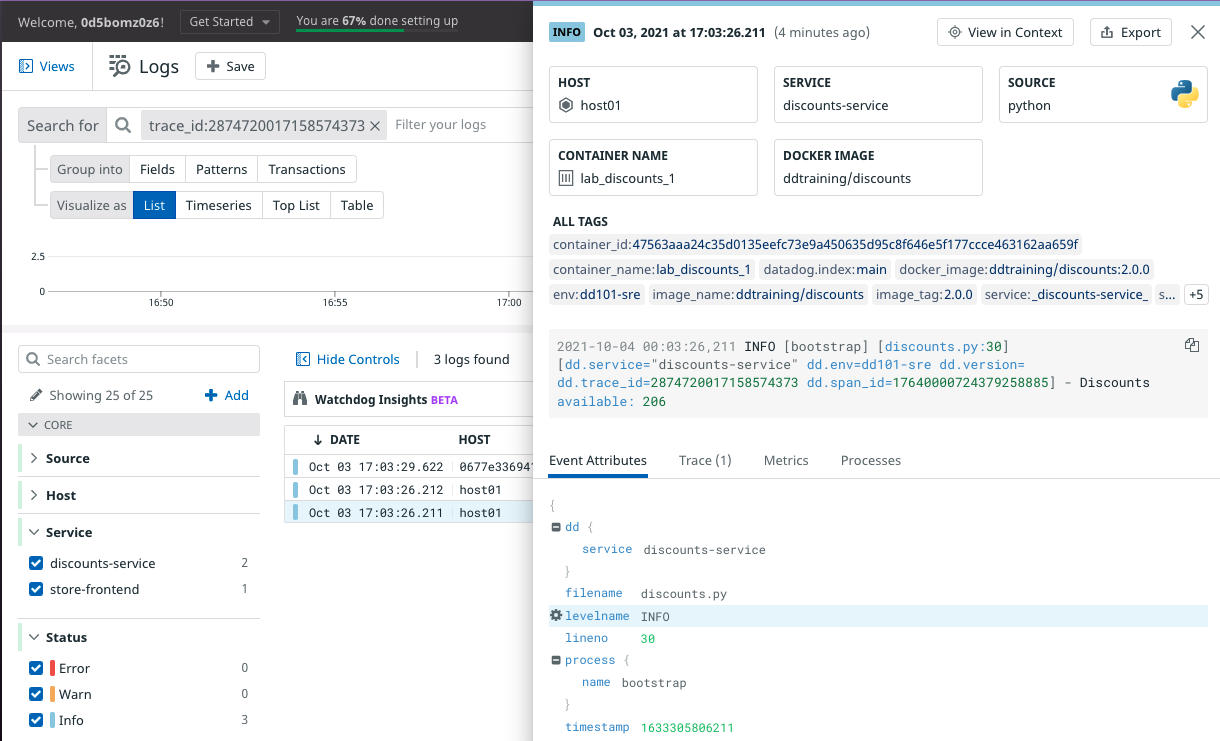 Welcome, 0d5bomz0z6!
Get Started
You are 67% done setting up
Views
Logs
Save
Search for
trace_id:2874720017158574373
Filter your logs
Group into
Fields
Patterns
Transactions
Visualize as
List
Timeseries
Top List
Table
2.5
0
16:50
16:55
17:00
Search facets
Showing 25 of 25
Add
CORE
Source
Host
Service
discounts-service 2
store-frontend 1
Status
Error 0
Warn 0
Info 3
Hide Controls
3 logs found
Watchdog Insights BETA
DATE HOST
Oct 03 17:03:29.622 0677e33694
Oct 03 17:03:26.212 host01
Oct 03 17:03:26.211 host01
INFO Oct 03, 2021 at 17:03:26.211 (4 minutes ago)
View in Context
Export
HOST
host01
SERVICE
discounts-service
SOURCE
python
CONTAINER NAME
lab_discounts_1
DOCKER IMAGE
ddtraining/discounts
ALL TAGS
container_id:47563aaa24c35d0135eefc73e9a450635d95c8f646e5f177ccce463162aa659f
container_name:lab_discounts_1 datadog.index:main docker_image:ddtraining/discounts:2.0.0
env:dd101-sre image_name:ddtraining/discounts image_tag:2.0.0 service:_discounts-service_ s... +5
2021-10-04 00:03:26,211 INFO [bootstrap] [discounts.py:30]
[dd.service="discounts-service" dd.env=dd101-sre dd.version=
dd.trace_id=2874720017158574373 dd.span_id=17640000724379258885] - Discounts
available: 206
Event Attributes
Trace (1)
Metrics
Processes
{
dd {
service discounts-service
}
filename discounts.py
levelname INFO
lineno 30
process {
name bootstrap
}
timestamp 1633305806211